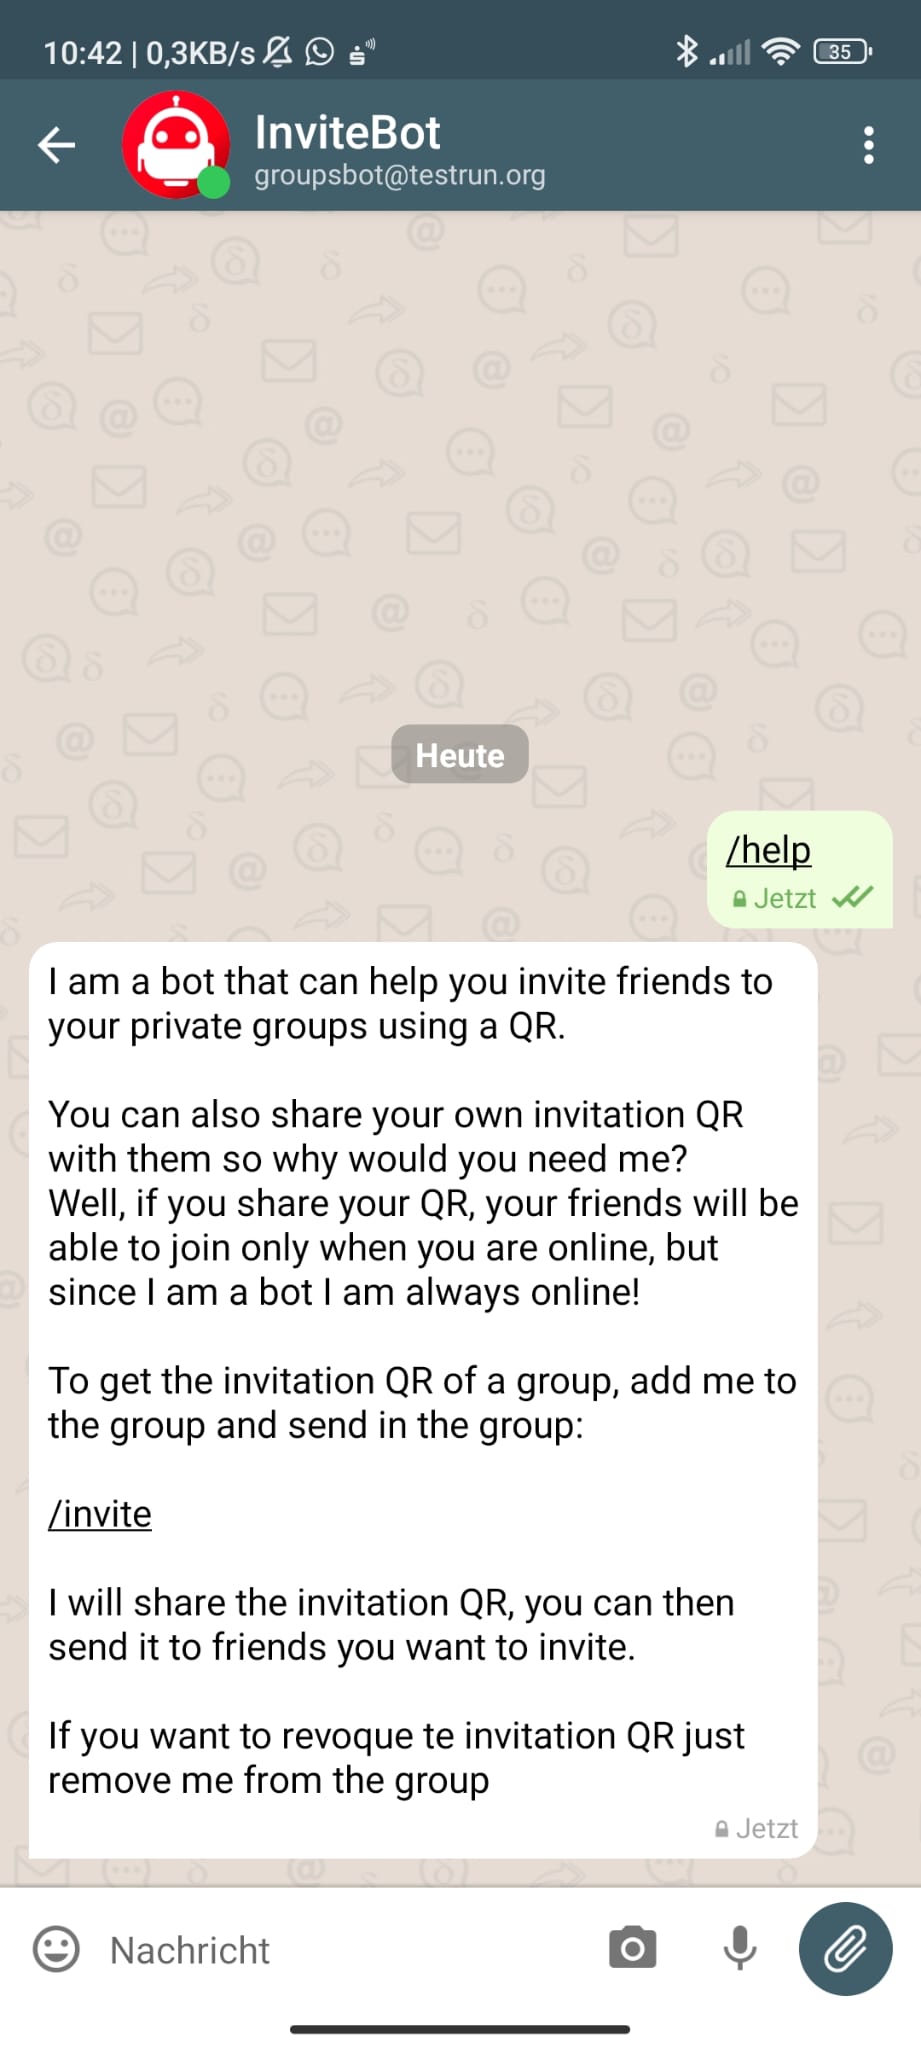 10:42 | 0,3KB/s
35
InviteBot
groupsbot@testrun.org
Heute
/help
Jetzt
I am a bot that can help you invite friends to
your private groups using a QR.
You can also share your own invitation QR
with them so why would you need me?
Well, if you share your QR, your friends will be
able to join only when you are online, but
since I am a bot I am always online!
To get the invitation QR of a group, add me to
the group and send in the group:
/invite
I will share the invitation QR, you can then
send it to friends you want to invite.
If you want to revoque te invitation QR just
remove me from the group
Jetzt
Nachricht